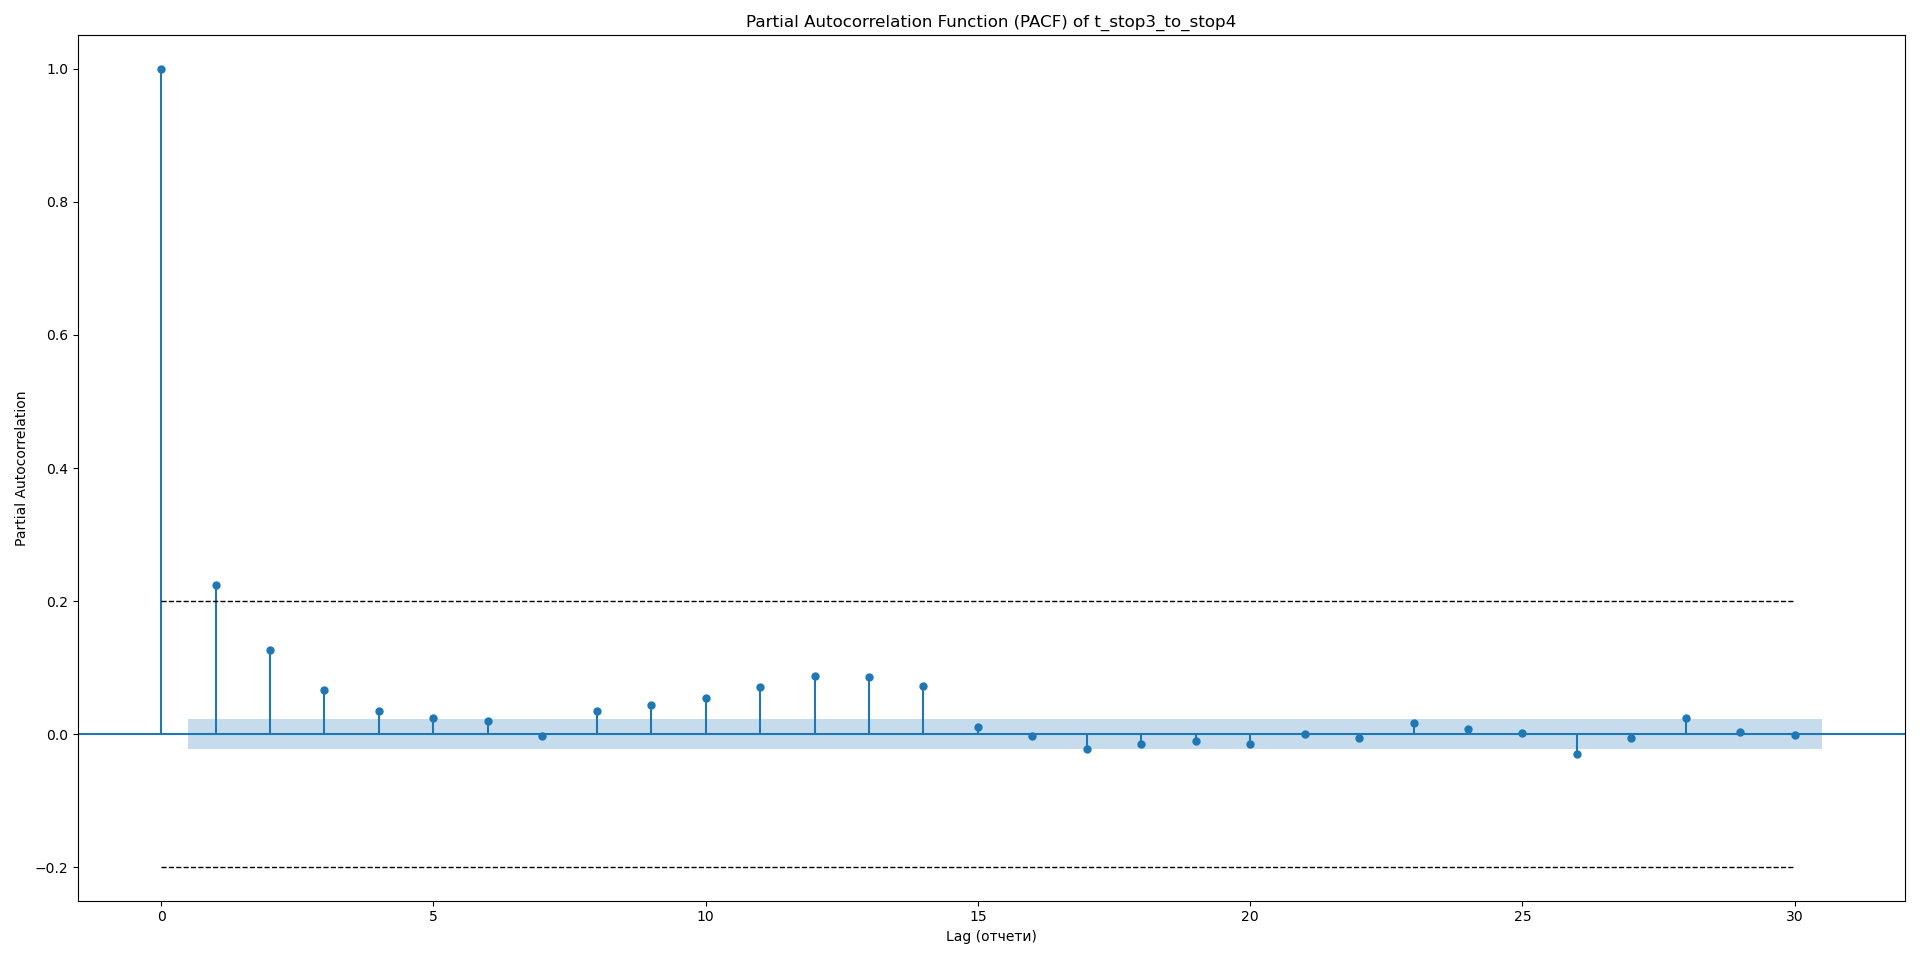 Partial Autocorrelation Function (PACF) of t_stop3_to_stop4
Partial Autocorrelation
1.0
0.8
0.6
0.4
0.2
0.0
−0.2
0 5 10 15 20 25 30
Lag (отчети)